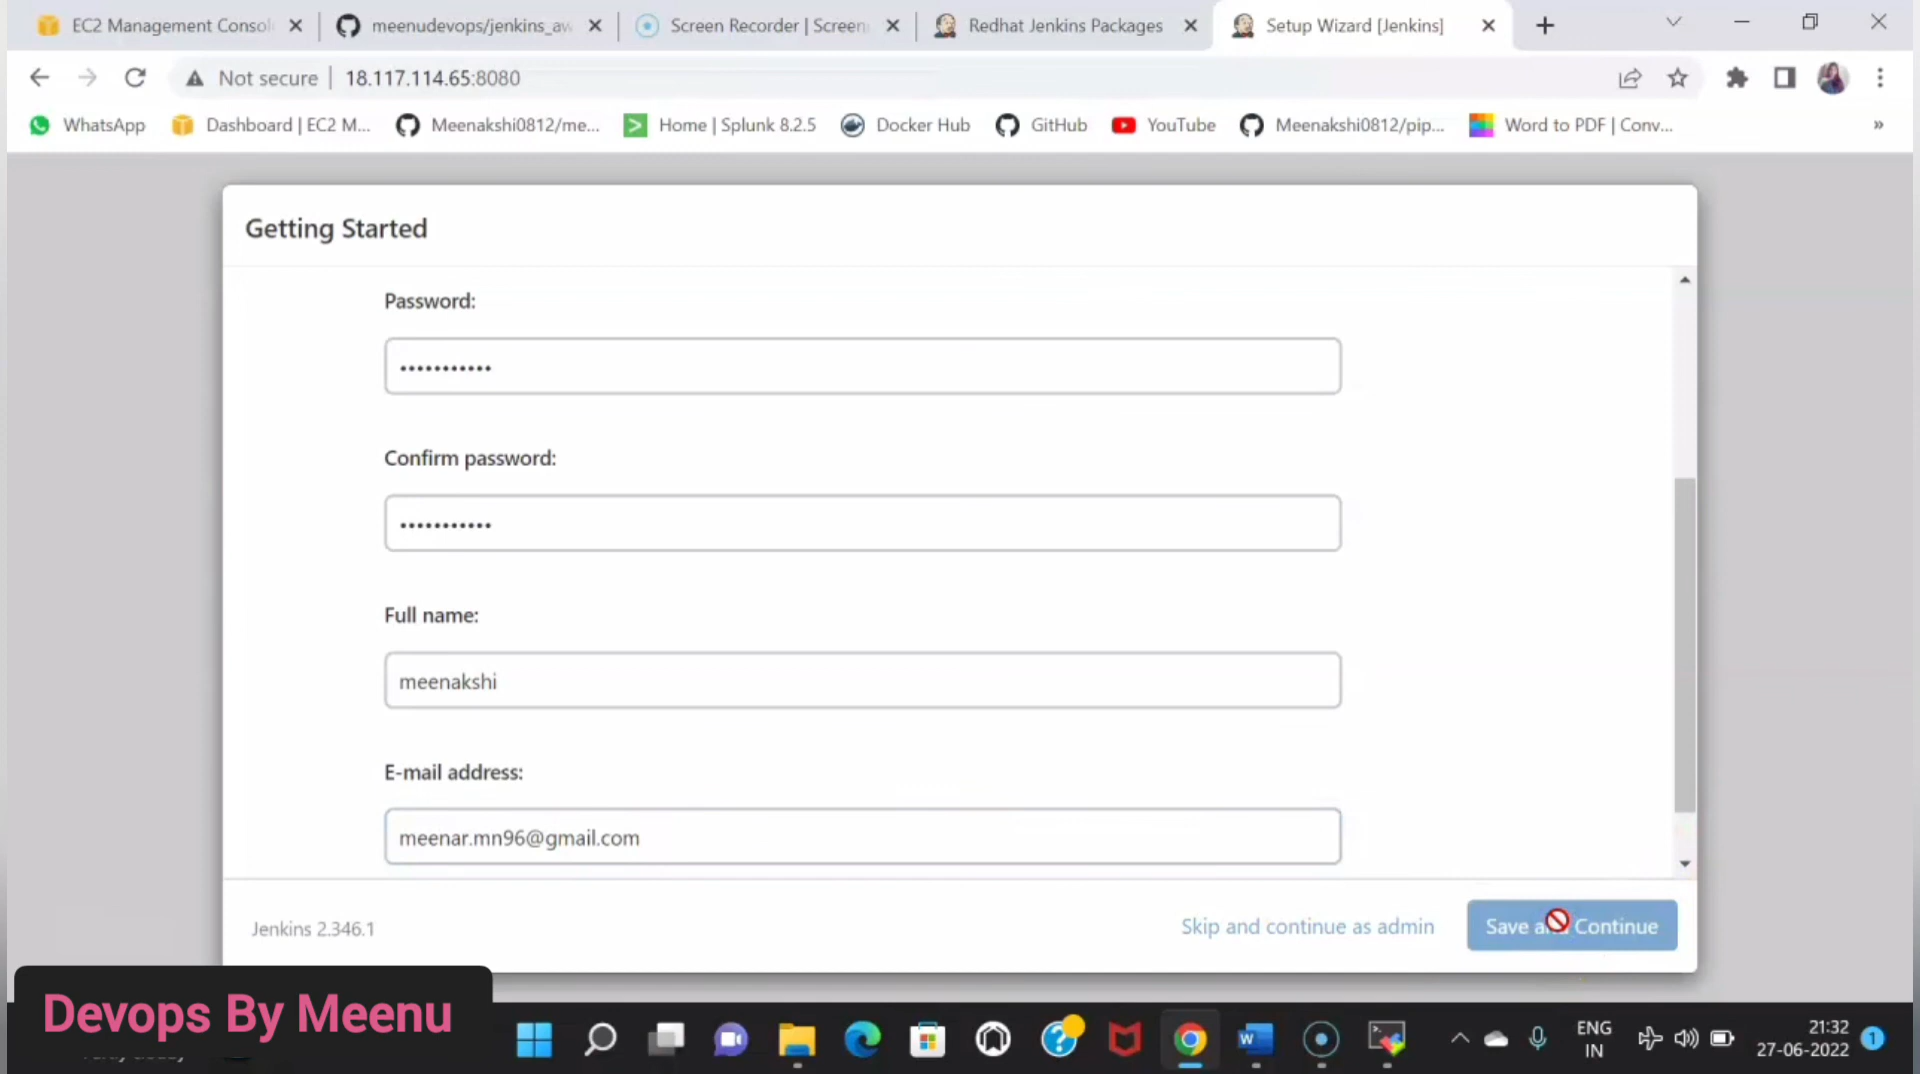 EC2 Management Consol
meenudevops/jenkins_aw
Screen Recorder | Screen
Redhat Jenkins Packages
Setup Wizard [Jenkins]
Not secure | 18.117.114.65:8080
WhatsApp
Dashboard | EC2 M...
Meenakshi0812/me...
Home | Splunk 8.2.5
Docker Hub
GitHub
YouTube
Meenakshi0812/pip...
Word to PDF | Conv...
»
Getting Started
Password:
•••••••••••
Confirm password:
•••••••••••
Full name:
meenakshi
E-mail address:
meenar.mn96@gmail.com
Jenkins 2.346.1
Skip and continue as admin
Save and Continue
Devops By Meenu
ENG
IN
21:32
27-06-2022
1